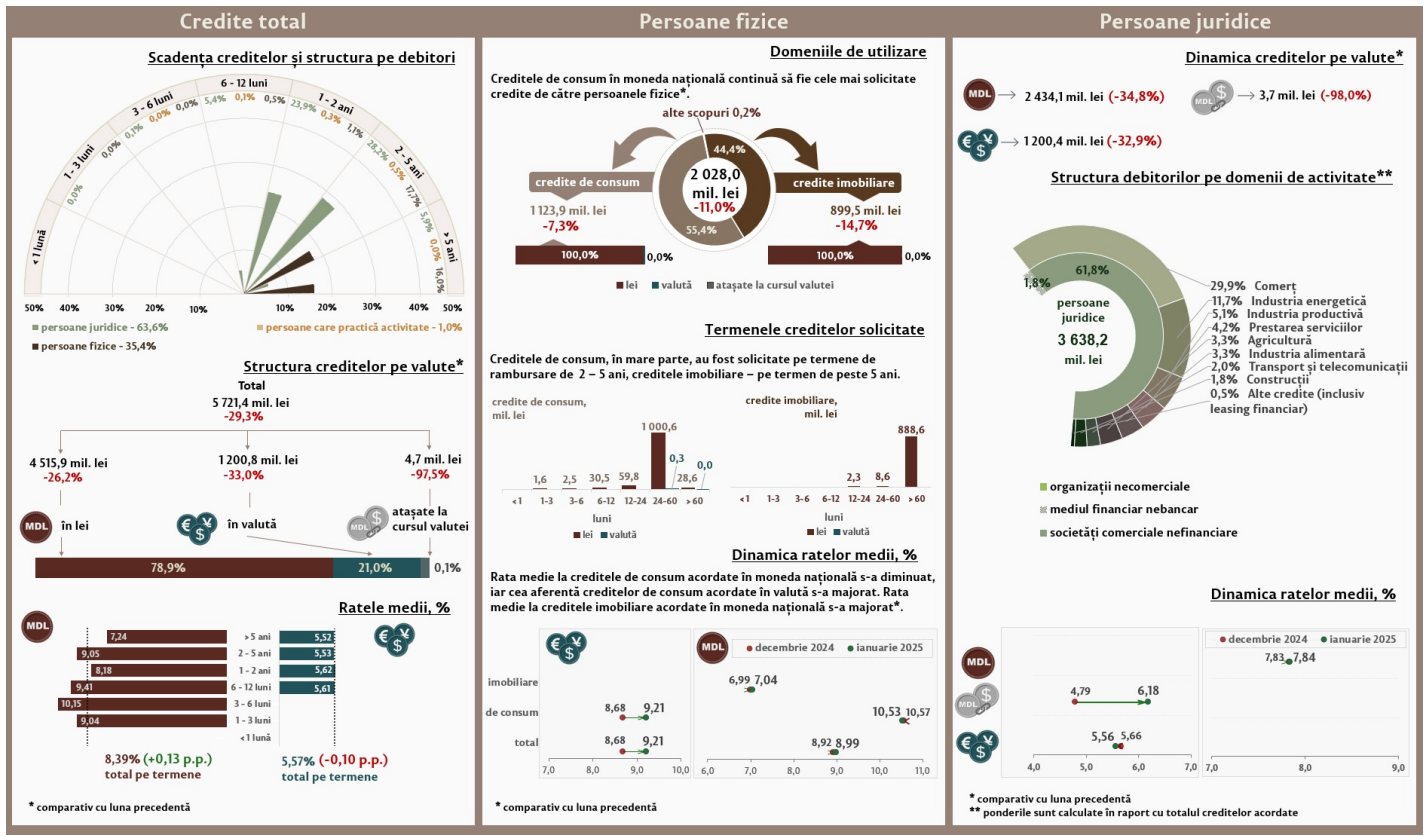 Credite total
Scadența creditelor și structura pe debitori
< 1 lună
1 - 3 luni
3 - 6 luni
6 - 12 luni
1 - 2 ani
2 - 5 ani
> 5 ani
0,0%
0,0%
0,1%
0,0%
0,0%
5,4%
0,1%
0,5%
23,9%
0,3%
1,1%
28,2%
0,5%
17,7%
5,9%
0,0%
16,0%
50% 40% 30% 20% 10% 10% 20% 30% 40% 50%
persoane juridice - 63,6%
persoane care practică activitate - 1,0%
persoane fizice - 35,4%
Structura creditelor pe valute*
Total
5 721,4 mil. lei
-29,3%
4 515,9 mil. lei
-26,2%
1 200,8 mil. lei
-33,0%
4,7 mil. lei
-97,5%
MDL în lei
€ ¥ $ în valută
MDL $ atașate la
cursul valutei
78,9% 21,0% 0,1%
Ratele medii, %
MDL
€ ¥ $
7,24 > 5 ani 5,52
9,05 2 - 5 ani 5,53
8,18 1 - 2 ani 5,62
9,41 6 - 12 luni 5,61
10,15 3 - 6 luni
9,04 1 - 3 luni
<1 lună
8,39% (+0,13 p.p.)
total pe termene
5,57% (-0,10 p.p.)
total pe termene
* comparativ cu luna precedentă
Persoane fizice
Domeniile de utilizare
Creditele de consum în moneda națională continuă să fie cele mai solicitate
credite de către persoanele fizice*.
alte scopuri 0,2%
44,4%
2 028,0
mil. lei
-11,0%
55,4%
credite de consum
1 123,9 mil. lei
-7,3%
100,0% 0,0%
credite imobiliare
899,5 mil. lei
-14,7%
100,0% 0,0%
lei valută atașate la cursul valutei
Termenele creditelor solicitate
Creditele de consum, în mare parte, au fost solicitate pe termene de
rambursare de 2 – 5 ani, creditele imobiliare – pe termen de peste 5 ani.
credite de consum,
mil. lei
1,6 2,5 30,5 59,8 1 000,6 0,3 28,6 0,0
<1 1-3 3-6 6-12 12-24 24-60 > 60
luni
lei valută
credite imobiliare,
mil. lei
2,3 8,6 888,6
<1 1-3 3-6 6-12 12-24 24-60 > 60
luni
lei valută
Dinamica ratelor medii, %
Rata medie la creditele de consum acordate în moneda națională s-a diminuat,
iar cea aferentă creditelor de consum acordate în valută s-a majorat. Rata
medie la creditele imobiliare acordate în moneda națională s-a majorat*.
€ ¥ $
MDL
decembrie 2024 ianuarie 2025
imobiliare 6,99 7,04
de consum 8,68 9,21 10,53 10,57
total 8,68 9,21 8,92 8,99
7,0 8,0 9,0 10,0
6,0 7,0 8,0 9,0 10,0 11,0
* comparativ cu luna precedentă
Persoane juridice
Dinamica creditelor pe valute*
MDL 2 434,1 mil. lei (-34,8%)
MDL $ 3,7 mil. lei (-98,0%)
€ ¥ $ 1 200,4 mil. lei (-32,9%)
Structura debitorilor pe domenii de activitate**
61,8%
1,8%
persoane
juridice
3 638,2
mil. lei
29,9% Comerț
11,7% Industria energetică
5,1% Industria productivă
4,2% Prestarea serviciilor
3,3% Agricultură
3,3% Industria alimentară
2,0% Transport și telecomunicații
1,8% Construcții
0,5% Alte credite (inclusiv
leasing financiar)
organizații necomerciale
mediul financiar nebancar
societăți comerciale nefinanciare
Dinamica ratelor medii, %
decembrie 2024 ianuarie 2025
MDL 7,83 7,84
MDL $ 4,79 6,18
€ ¥ $ 5,56 5,66
4,0 5,0 6,0 7,0
7,0 8,0 9,0
* comparativ cu luna precedentă
** ponderile sunt calculate în raport cu totalul creditelor acordate